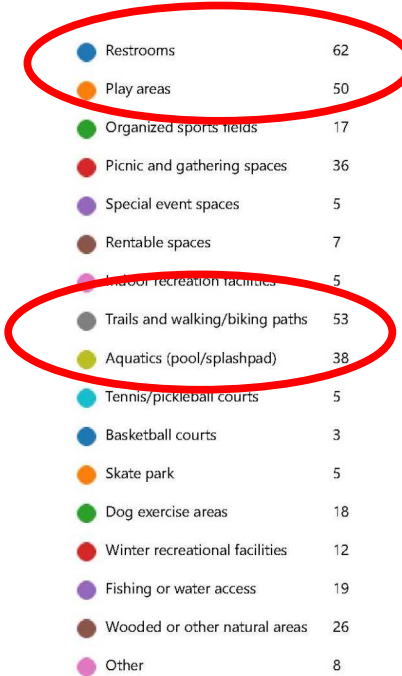 Restrooms 62
Play areas 50
Organized sports fields 17
Picnic and gathering spaces 36
Special event spaces 5
Rentable spaces 7
Indoor recreation facilities 5
Trails and walking/biking paths 53
Aquatics (pool/splashpad) 38
Tennis/pickleball courts 5
Basketball courts 3
Skate park 5
Dog exercise areas 18
Winter recreational facilities 12
Fishing or water access 19
Wooded or other natural areas 26
Other 8